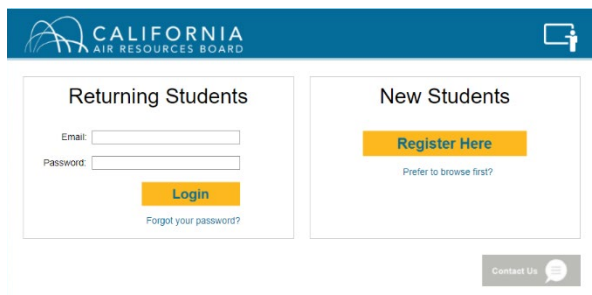 CALIFORNIA
AIR RESOURCES BOARD
Returning Students
Email:
Password:
Login
Forgot your password?
New Students
Register Here
Prefer to browse first?
Contact Us